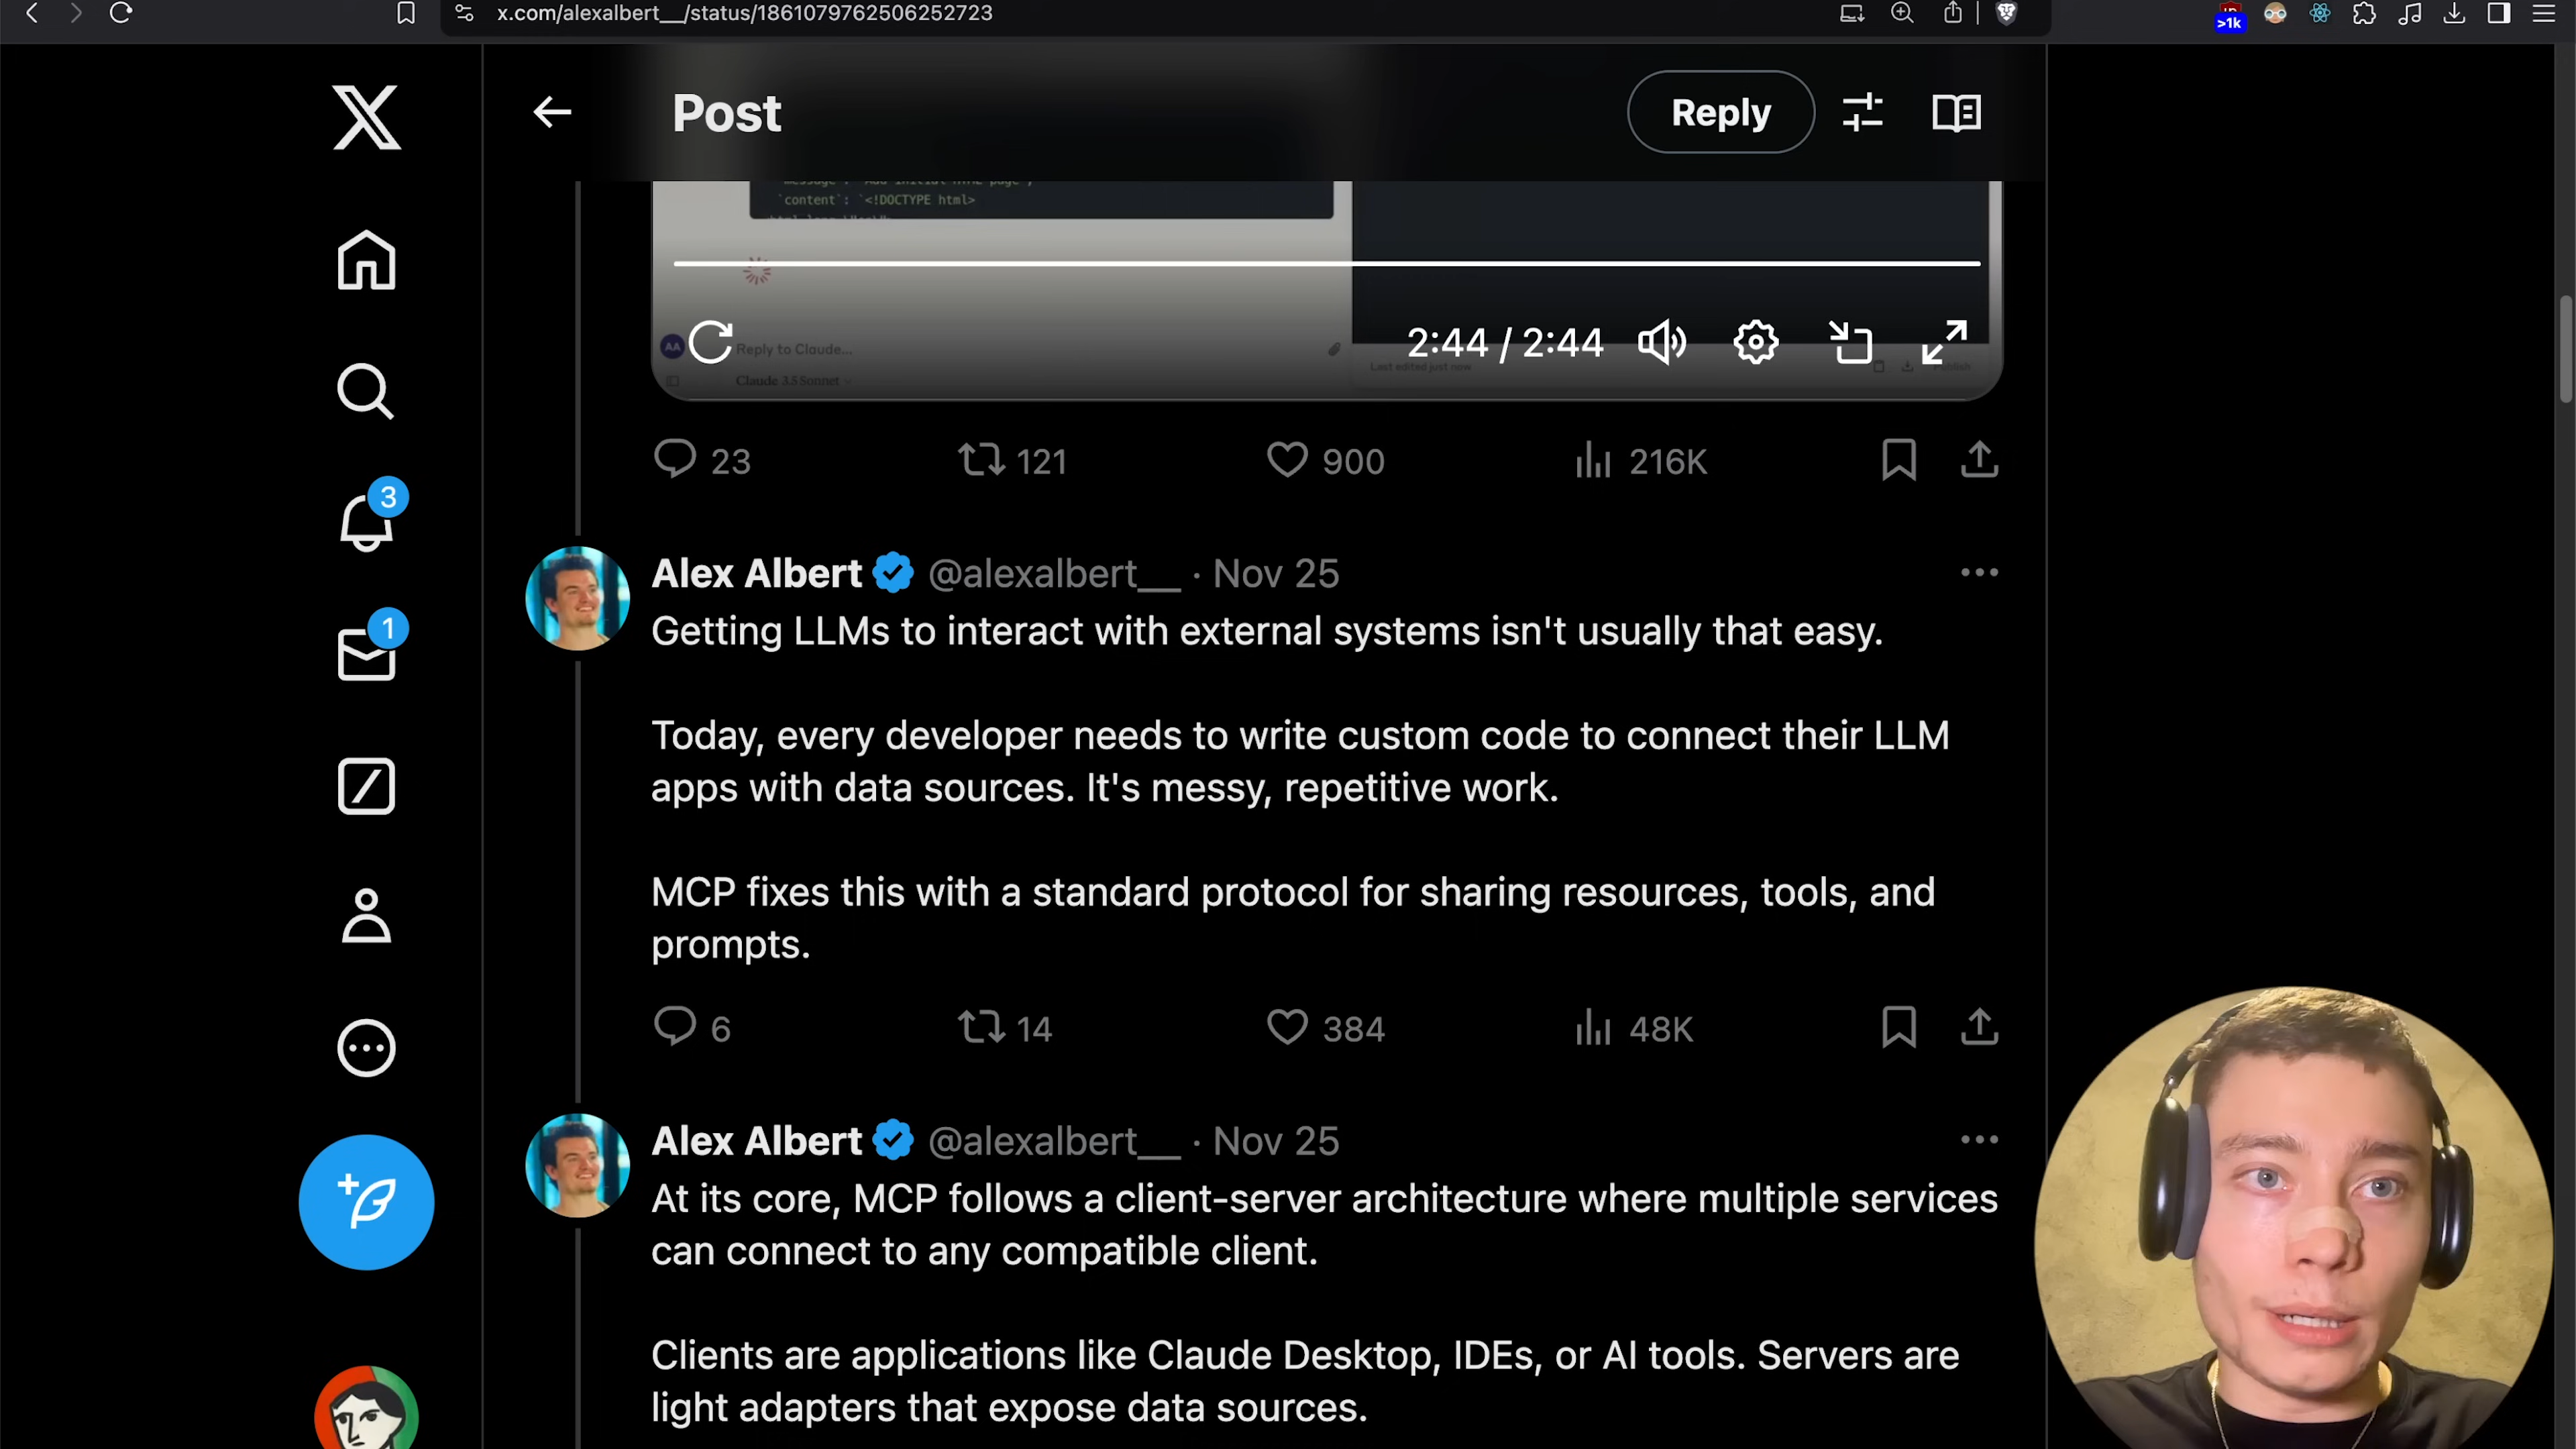 x.com/alexalbert__/status/1861079762506252723
>1k
Post
Reply
`content`: `<!DOCTYPE html>
2:44 / 2:44
AA
Reply to Claude...
Last edited just now
Claude 3.5 Sonnet
23
121
900
216K
3
Alex Albert @alexalbert__ · Nov 25
Getting LLMs to interact with external systems isn't usually that easy.
1
Today, every developer needs to write custom code to connect their LLM
apps with data sources. It's messy, repetitive work.
MCP fixes this with a standard protocol for sharing resources, tools, and
prompts.
6
14
384
48K
Alex Albert @alexalbert__ · Nov 25
At its core, MCP follows a client-server architecture where multiple services
can connect to any compatible client.
Clients are applications like Claude Desktop, IDEs, or AI tools. Servers are
light adapters that expose data sources.